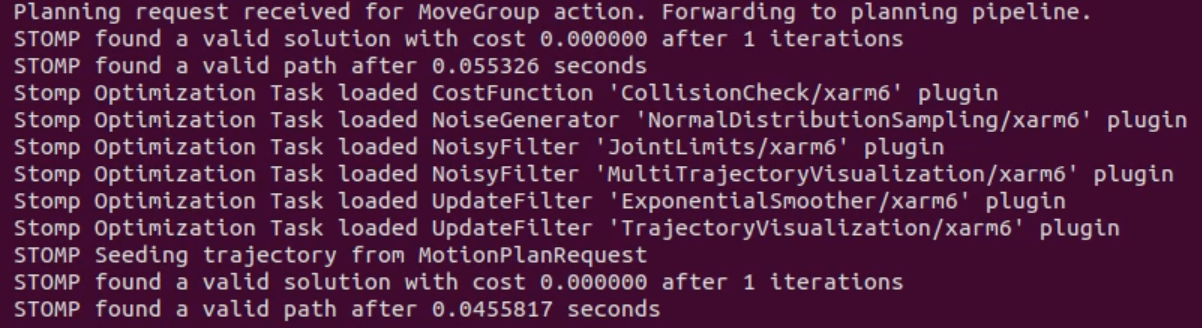 Planning request received for MoveGroup action. Forwarding to planning pipeline.
STOMP found a valid solution with cost 0.000000 after 1 iterations
STOMP found a valid path after 0.055326 seconds
Stomp Optimization Task loaded CostFunction 'CollisionCheck/xarm6' plugin
Stomp Optimization Task loaded NoiseGenerator 'NormalDistributionSampling/xarm6' plugin
Stomp Optimization Task loaded NoisyFilter 'JointLimits/xarm6' plugin
Stomp Optimization Task loaded NoisyFilter 'MultiTrajectoryVisualization/xarm6' plugin
Stomp Optimization Task loaded UpdateFilter 'ExponentialSmoother/xarm6' plugin
Stomp Optimization Task loaded UpdateFilter 'TrajectoryVisualization/xarm6' plugin
STOMP Seeding trajectory from MotionPlanRequest
STOMP found a valid solution with cost 0.000000 after 1 iterations
STOMP found a valid path after 0.0455817 seconds